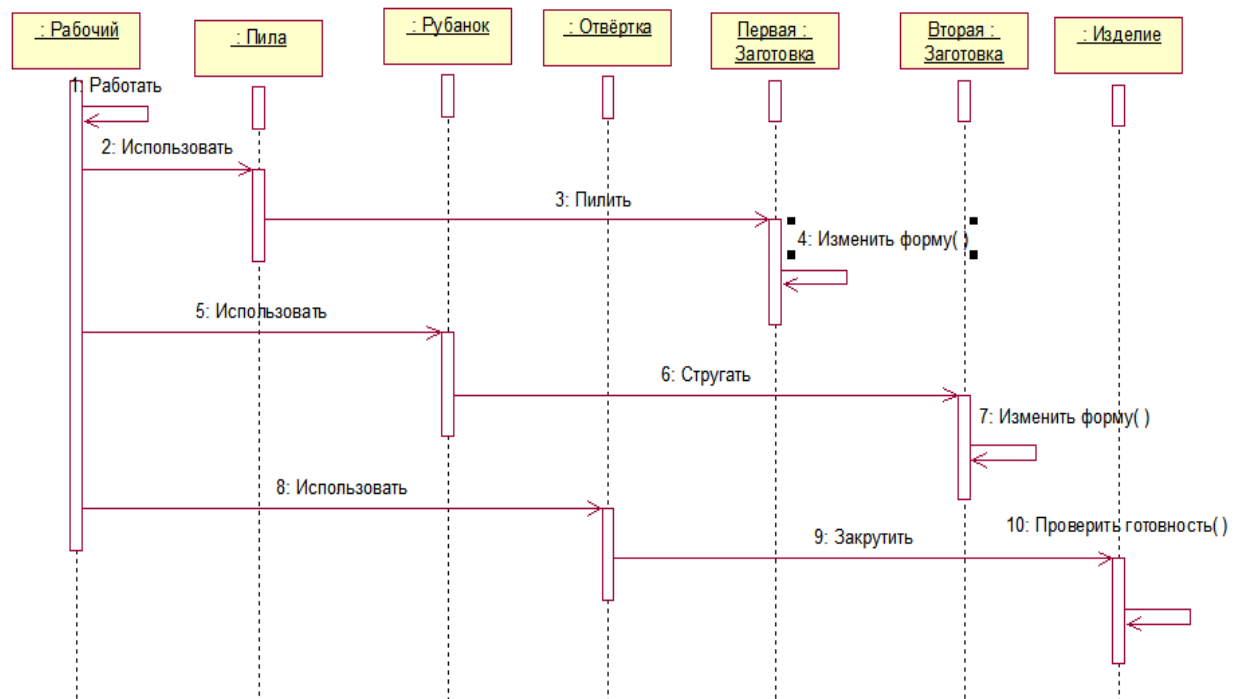 : Рабочий
: Пила
: Рубанок
: Отвёртка
Первая :
Заготовка
Вторая :
Заготовка
: Изделие
1: Работать
2: Использовать
3: Пилить
4: Изменить форму( )
5: Использовать
6: Стругать
7: Изменить форму( )
8: Использовать
9: Закрутить
10: Проверить готовность( )